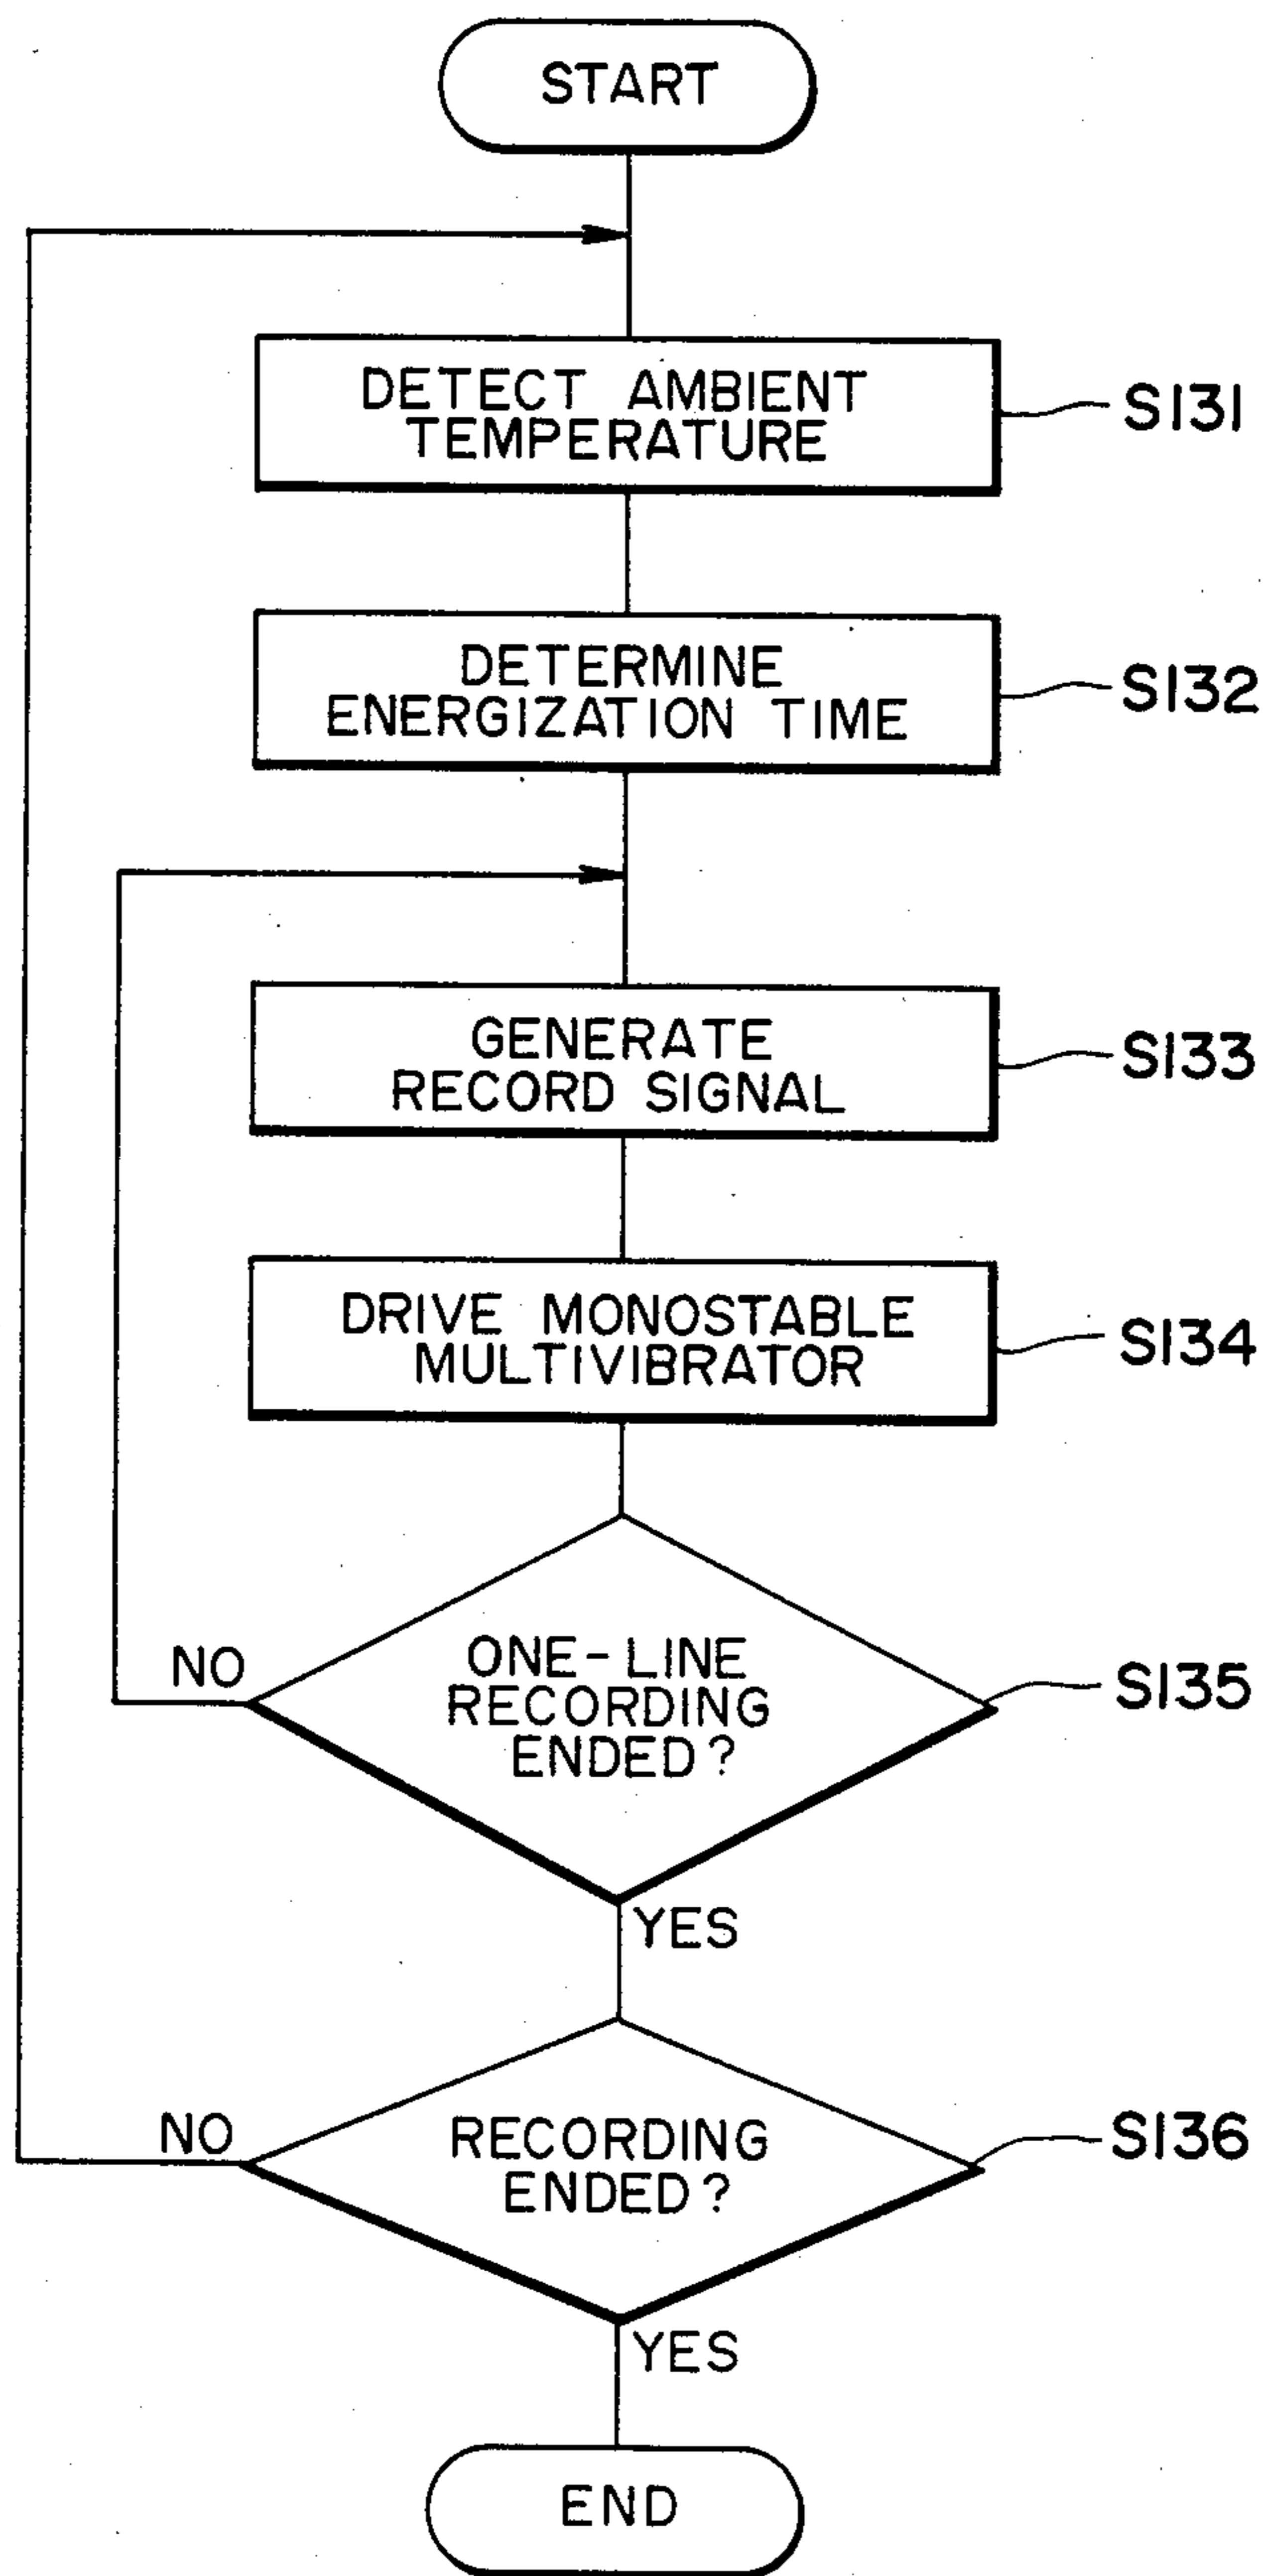 START
DETECT AMBIENT
TEMPERATURE
S131
DETERMINE
ENERGIZATION TIME
S132
GENERATE
RECORD SIGNAL
S133
DRIVE MONOSTABLE
MULTIVIBRATOR
S134
NO
ONE-LINE
RECORDING
ENDED?
S135
YES
NO
RECORDING
ENDED?
S136
YES
END